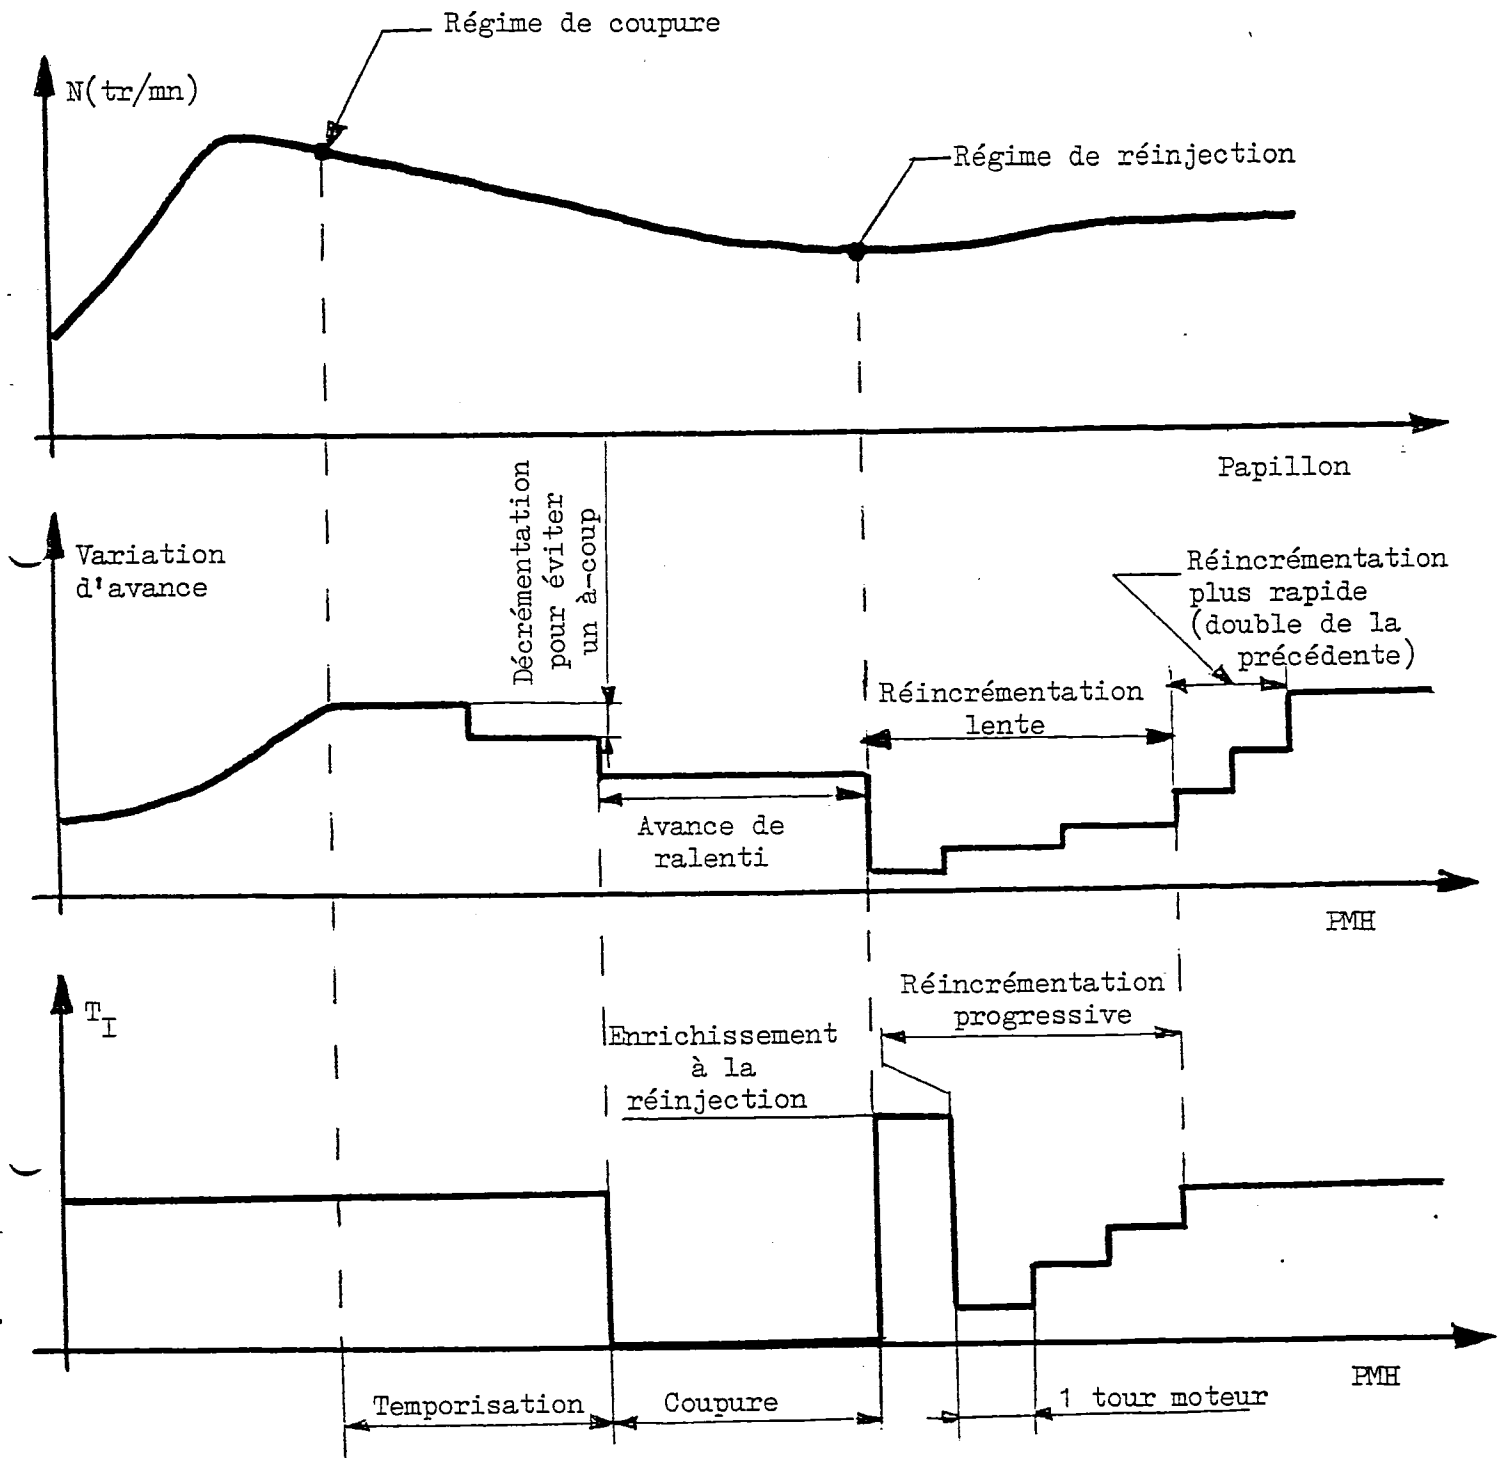 Régime de coupure
N(tr/mn)
Régime de réinjection
Papillon
Variation
d'avance
Décrémentation
pour éviter
un à-coup
Réincrémentation
plus rapide
(double de la
précédente)
Réincrémentation
lente
Avance de
ralenti
PMH
T_I
Enrichissement
à la
réinjection
Réincrémentation
progressive
PMH
Temporisation
Coupure
1 tour moteur